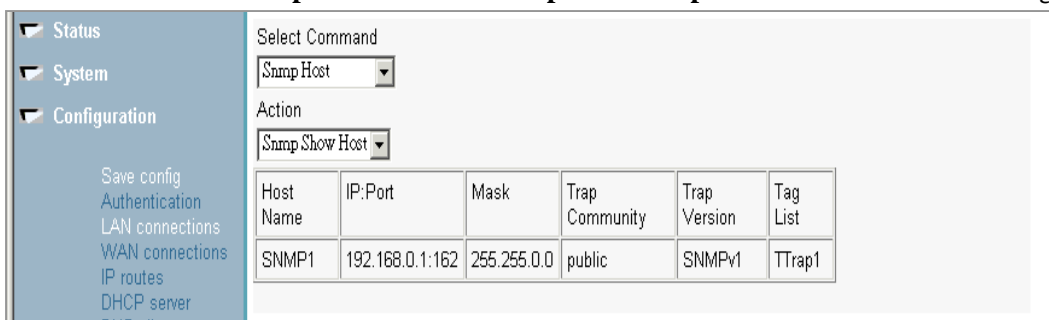 Status
System
Configuration
Save config
Authentication
LAN connections
WAN connections
IP routes
DHCP server
Select Command
Snmp Host
Action
Snmp Show Host
Host Name IP:Port Mask Trap Community Trap Version Tag List
SNMP1 192.168.0.1:162 255.255.0.0 public SNMPv1 TTrap1